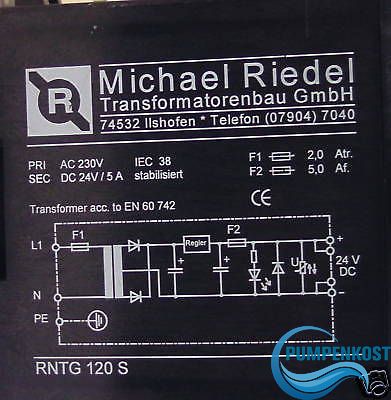 R
Michael Riedel
Transformatorenbau GmbH
74532 Ilshofen * Telefon (07904) 7040
PRI AC 230V IEC 38 F1 2,0 Atr.
SEC DC 24V / 5 A stabilisiert F2 5,0 Af.
Transformer acc. to EN 60 742 CE
L1 F1 Regler F2 +
U 24 V
DC
N -
PE
RNTG 120 S
PUMPENKOST